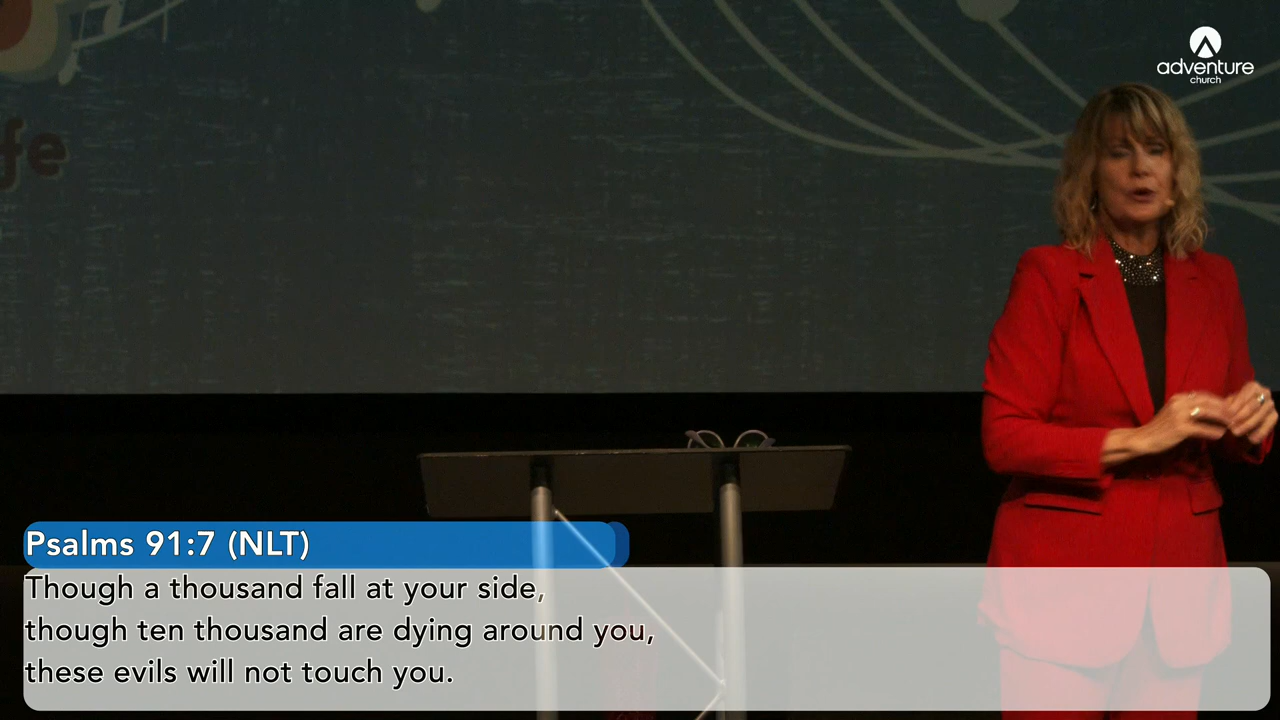 adventure
church
fe
Psalms 91:7 (NLT)
Though a thousand fall at your side,
though ten thousand are dying around you,
these evils will not touch you.